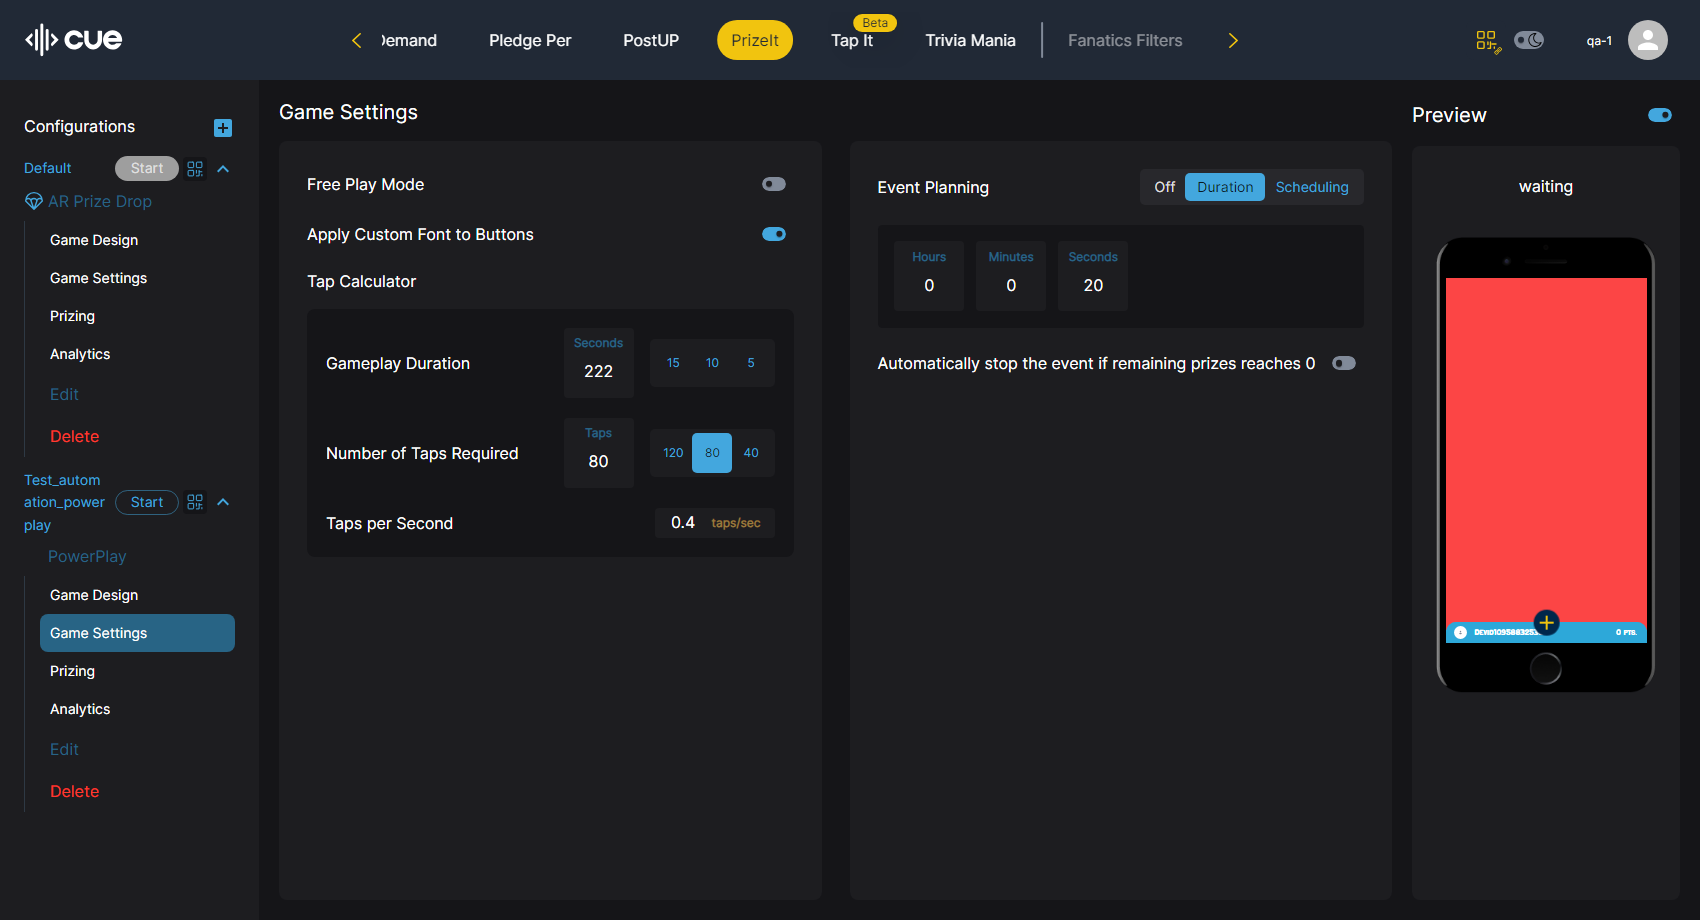 cue
Demand
Pledge Per
PostUP
PrizeIt
Beta
Tap It
Trivia Mania
Fanatics Filters
qa-1
Configurations
Default
Start
AR Prize Drop
Game Design
Game Settings
Prizing
Analytics
Edit
Delete
Test_autom
ation_power
play
Start
PowerPlay
Game Design
Game Settings
Prizing
Analytics
Edit
Delete
Game Settings
Free Play Mode
Apply Custom Font to Buttons
Tap Calculator
Gameplay Duration
Seconds
222
15 10 5
Number of Taps Required
Taps
80
120 80 40
Taps per Second
0.4 taps/sec
Event Planning
Off Duration Scheduling
Hours
0
Minutes
0
Seconds
20
Automatically stop the event if remaining prizes reaches 0
Preview
waiting
0 PTS.